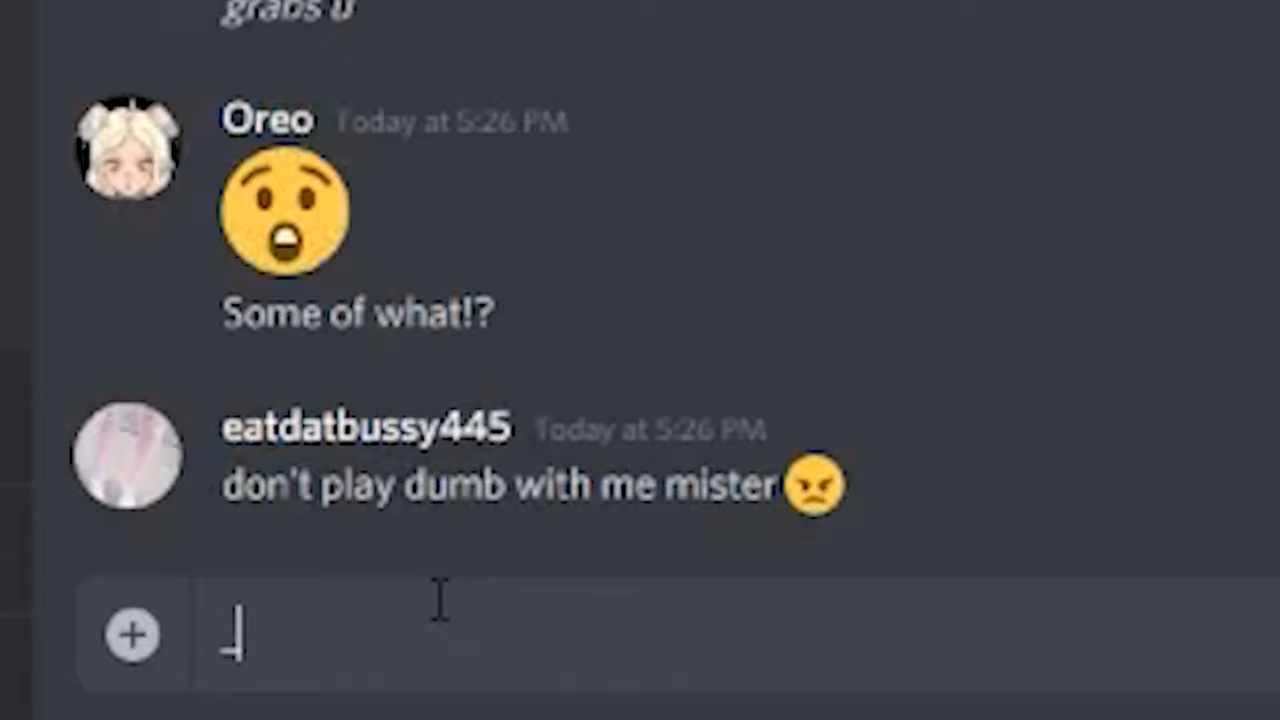 grabs u
Oreo Today at 5:26 PM
Some of what!?
eatdatbussy445 Today at 5:26 PM
don't play dumb with me mister
_